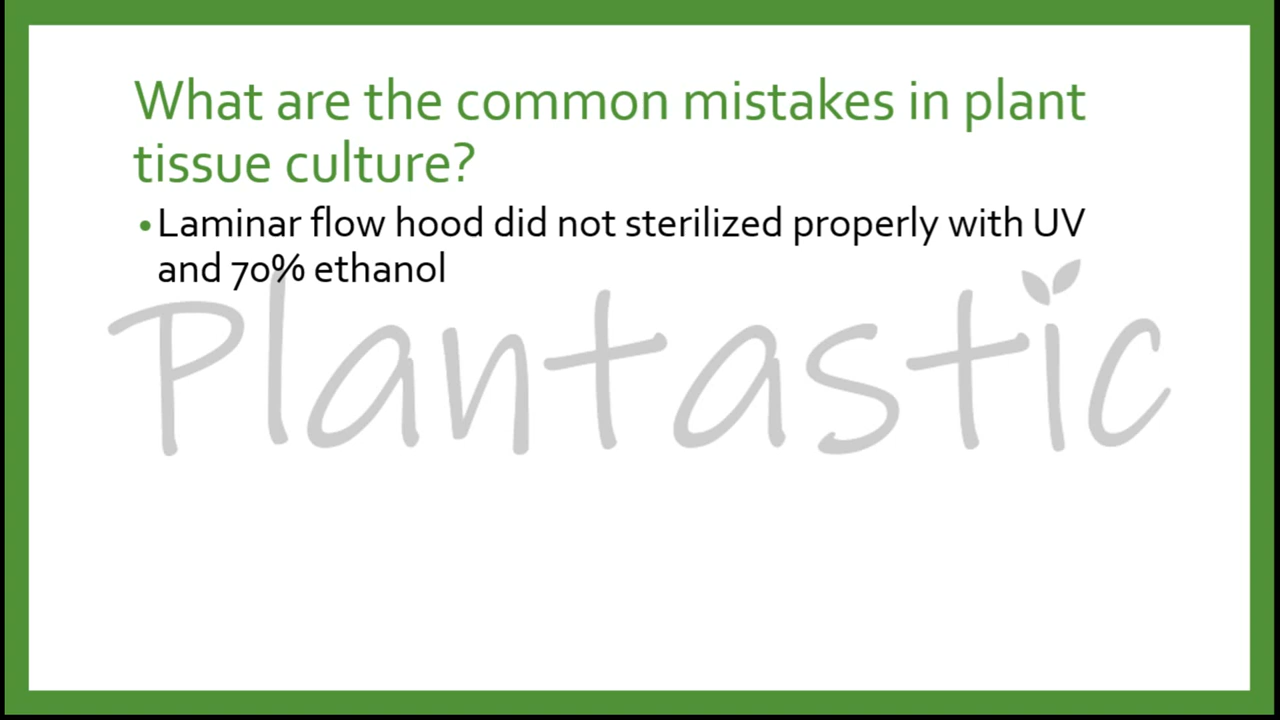 What are the common mistakes in plant
tissue culture?
•Laminar flow hood did not sterilized properly with UV
and 70% ethanol
Plantastic